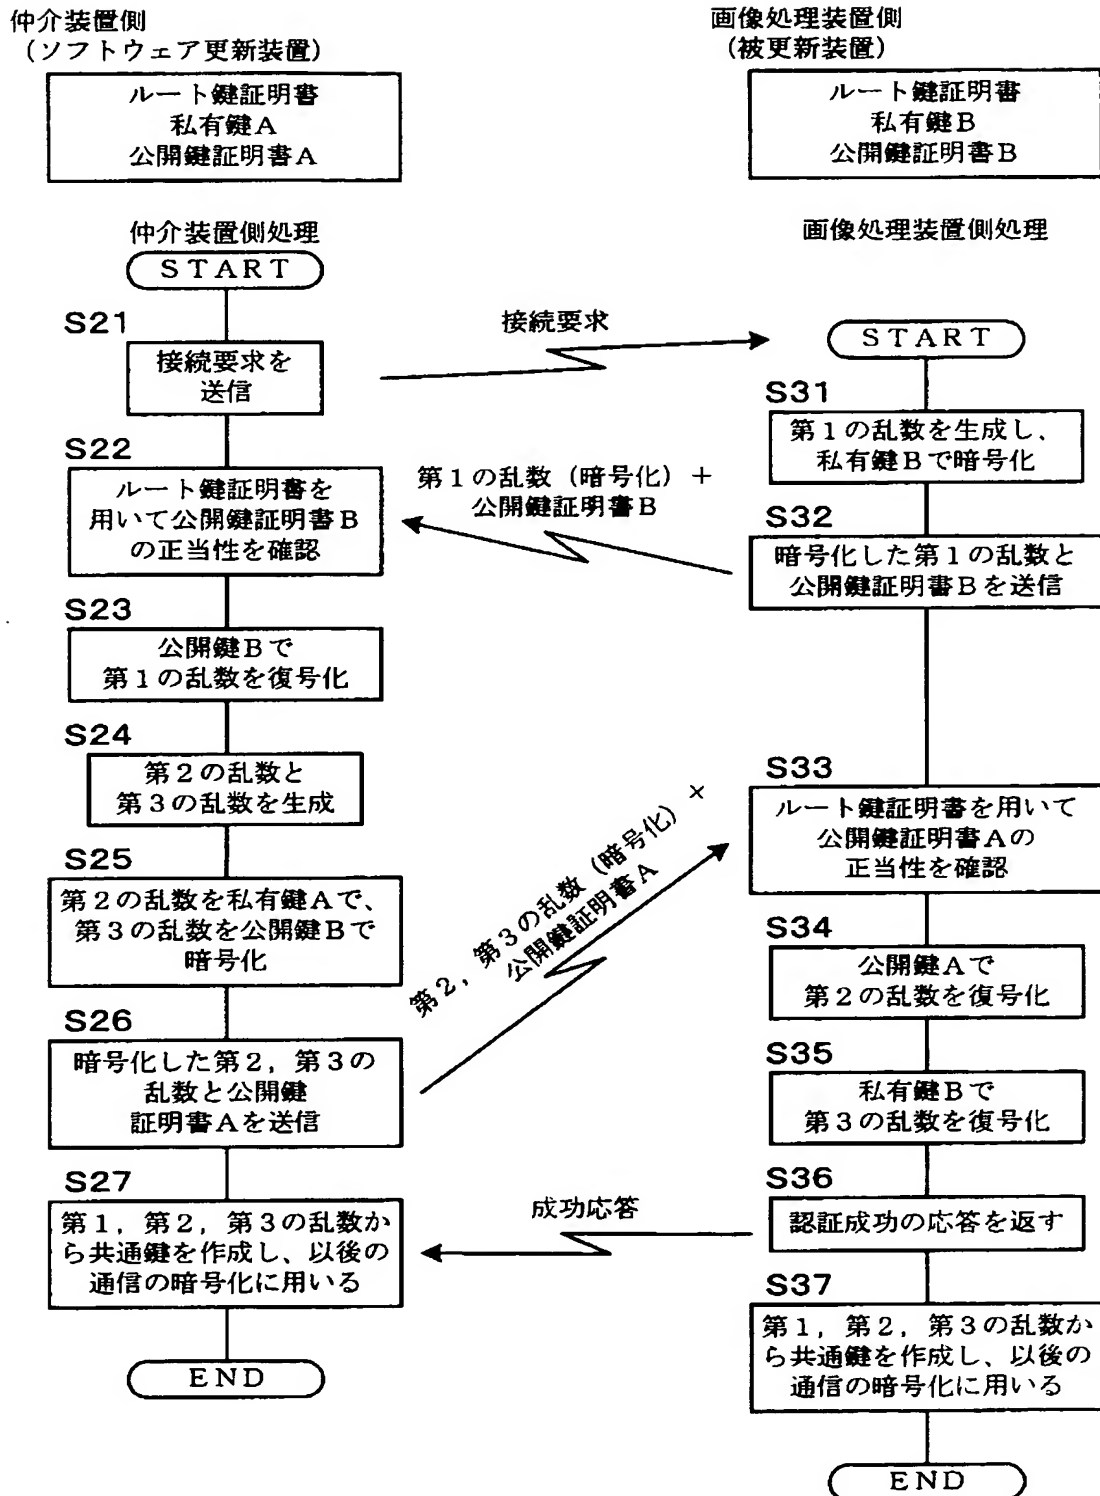 仲介装置側
(ソフトウェア更新装置)
ルート鍵証明書
私有鍵A
公開鍵証明書A
画像処理装置側
(被更新装置)
ルート鍵証明書
私有鍵B
公開鍵証明書B
仲介装置側処理
START
S21
接続要求を
送信
接続要求
画像処理装置側処理
START
S31
第1の乱数を生成し、
私有鍵Bで暗号化
S32
暗号化した第1の乱数と
公開鍵証明書Bを送信
第1の乱数(暗号化)+
公開鍵証明書B
S22
ルート鍵証明書を
用いて公開鍵証明書B
の正当性を確認
S23
公開鍵Bで
第1の乱数を復号化
S24
第2の乱数と
第3の乱数を生成
S25
第2の乱数を私有鍵Aで、
第3の乱数を公開鍵Bで
暗号化
S26
暗号化した第2,第3の
乱数と公開鍵
証明書Aを送信
第2,第3の乱数(暗号化)+
公開鍵証明書A
S33
ルート鍵証明書を用いて
公開鍵証明書Aの
正当性を確認
S34
公開鍵Aで
第2の乱数を復号化
S35
私有鍵Bで
第3の乱数を復号化
S36
認証成功の応答を返す
成功応答
S27
第1,第2,第3の乱数か
ら共通鍵を作成し、以後の
通信の暗号化に用いる
END
S37
第1,第2,第3の乱数か
ら共通鍵を作成し、以後の
通信の暗号化に用いる
END